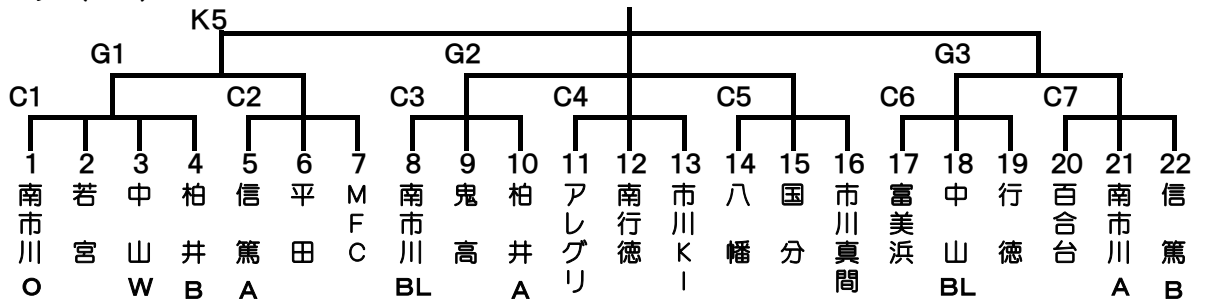 K5
G1 G2 G3
C1 C2 C3 C4 C5 C6 C7
1 2 3 4 5 6 7 8 9 10 11 12 13 14 15 16 17 18 19 20 21 22
南市川O
若宮
中山W
柏井B
信篤A
平田
MFC
南市川BL
鬼高
柏井A
アレグリ
南行徳
市川KI
八幡
国分
市川真間
富美浜
中山BL
行徳
百合台
南市川A
信篤B